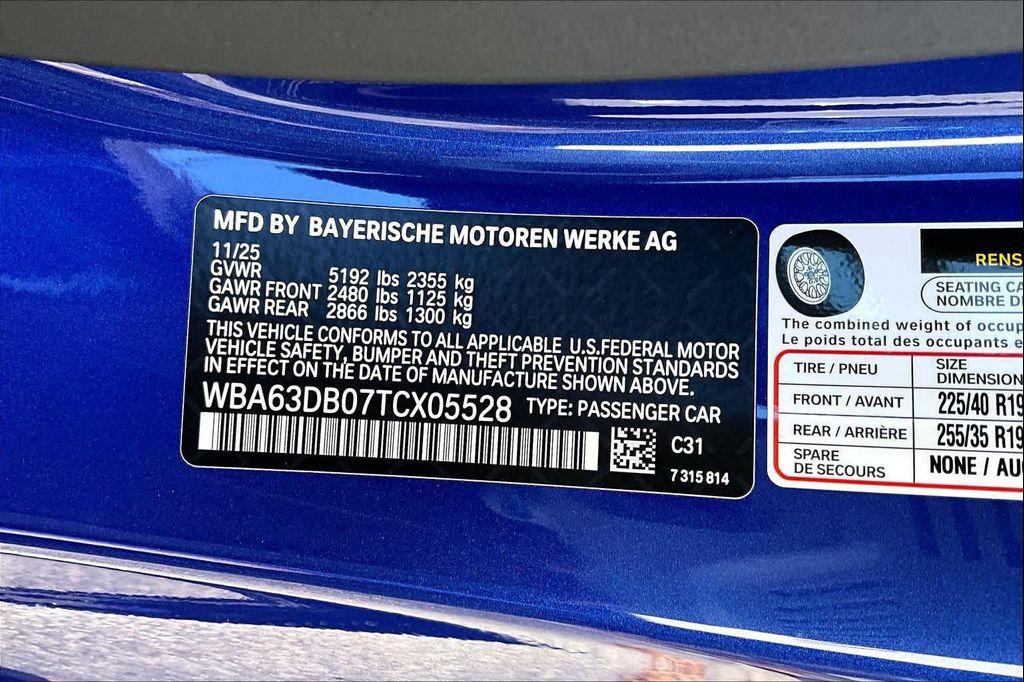 MFD BY BAYERISCHE MOTOREN WERKE AG
11/25
GVWR 5192 lbs 2355 kg
GAWR FRONT 2480 lbs 1125 kg
GAWR REAR 2866 lbs 1300 kg
THIS VEHICLE CONFORMS TO ALL APPLICABLE U.S.FEDERAL MOTOR
VEHICLE SAFETY, BUMPER AND THEFT PREVENTION STANDARDS
IN EFFECT ON THE DATE OF MANUFACTURE SHOWN ABOVE.
WBA63DB07TCX05528 TYPE: PASSENGER CAR
C31
7 315 814
RENS
SEATING CA
NOMBRE D
The combined weight of occup
Le poids total des occupants e
TIRE / PNEU SIZE
DIMENSION
FRONT / AVANT 225/40 R19
REAR / ARRIÈRE 255/35 R19
SPARE
DE SECOURS NONE / AU